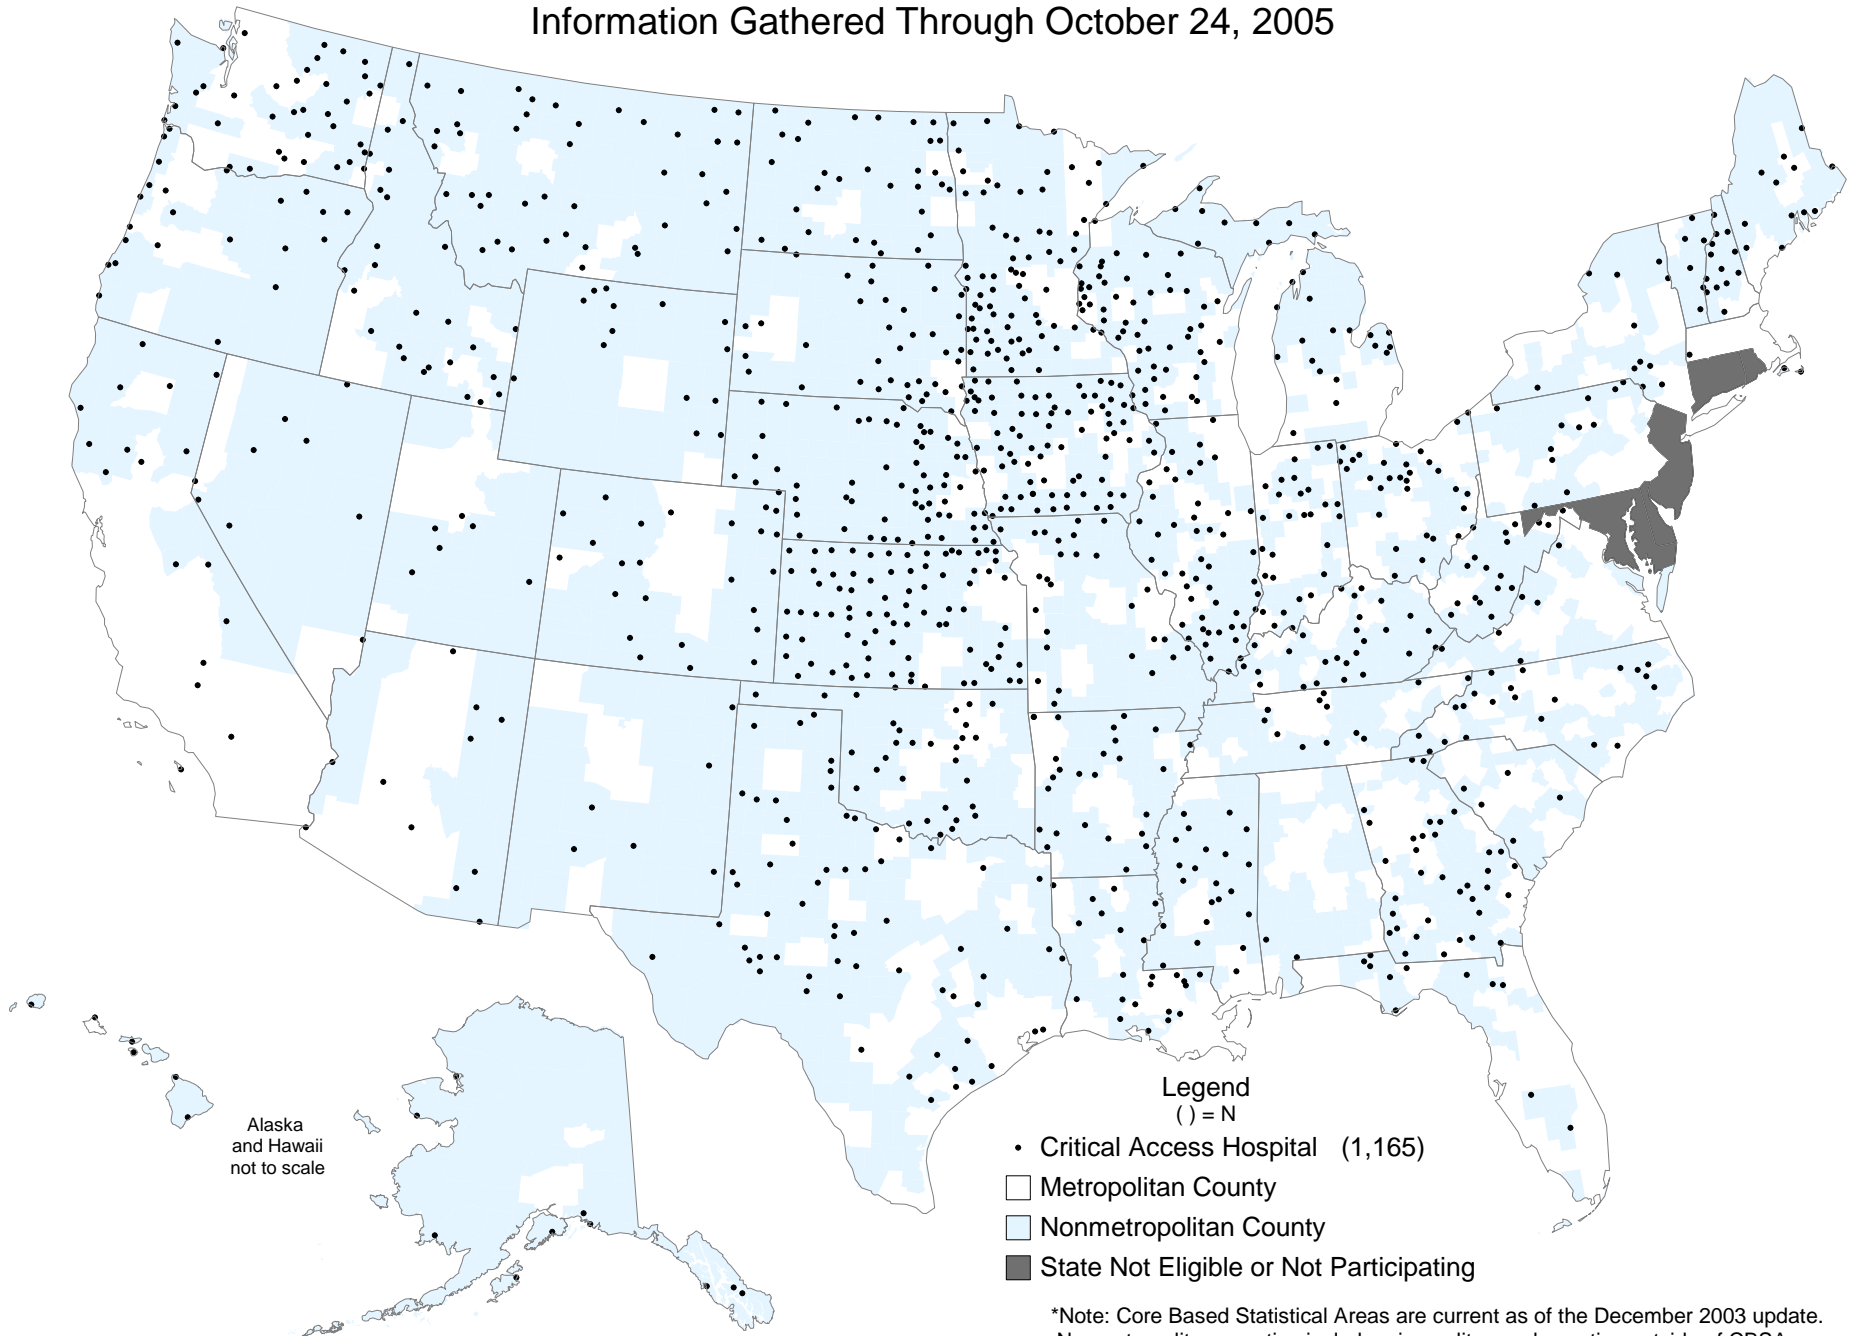 Information Gathered Through October 24, 2005
Alaska
and Hawaii
not to scale
Legend
( ) = N
Critical Access Hospital (1,165)
Metropolitan County
Nonmetropolitan County
State Not Eligible or Not Participating
*Note: Core Based Statistical Areas are current as of the December 2003 update.